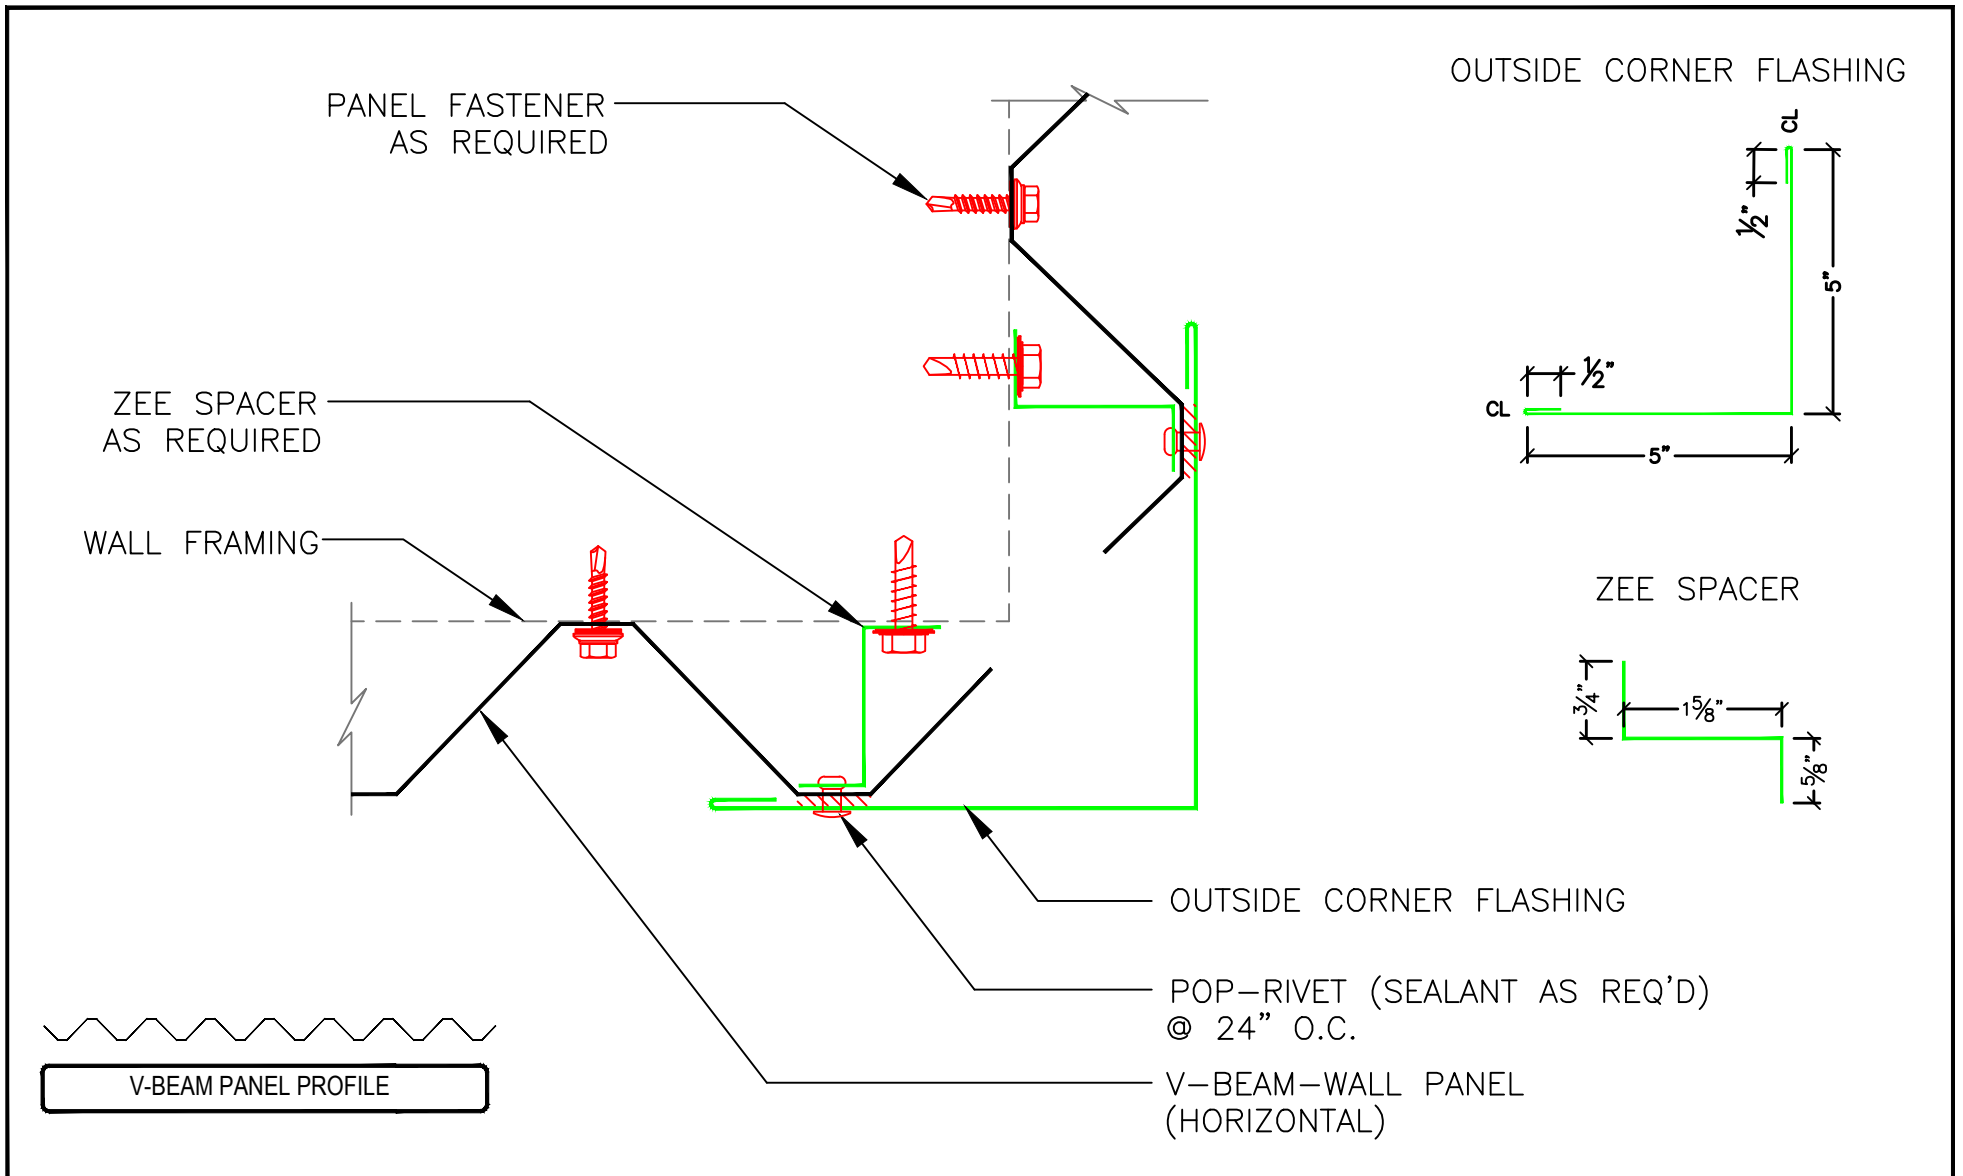 OUTSIDE CORNER FLASHING
PANEL FASTENER
AS REQUIRED
CL
½"
5"
½"
CL
5"
ZEE SPACER
AS REQUIRED
WALL FRAMING
ZEE SPACER
¾"
1⅝"
⅝"
OUTSIDE CORNER FLASHING
POP-RIVET (SEALANT AS REQ'D)
@ 24" O.C.
V-BEAM-WALL PANEL
(HORIZONTAL)
V-BEAM PANEL PROFILE